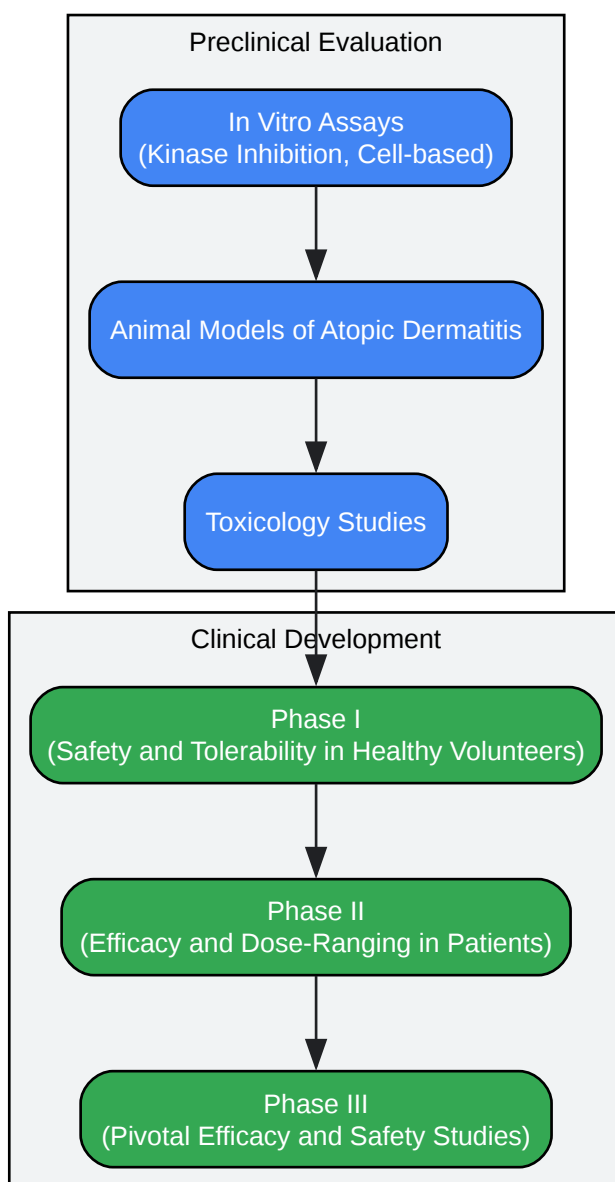 Preclinical Evaluation
In Vitro Assays
(Kinase Inhibition, Cell-based)
Animal Models of Atopic Dermatitis
Toxicology Studies
Clinical Development
Phase I
(Safety and Tolerability in Healthy Volunteers)
Phase II
(Efficacy and Dose-Ranging in Patients)
Phase III
(Pivotal Efficacy and Safety Studies)